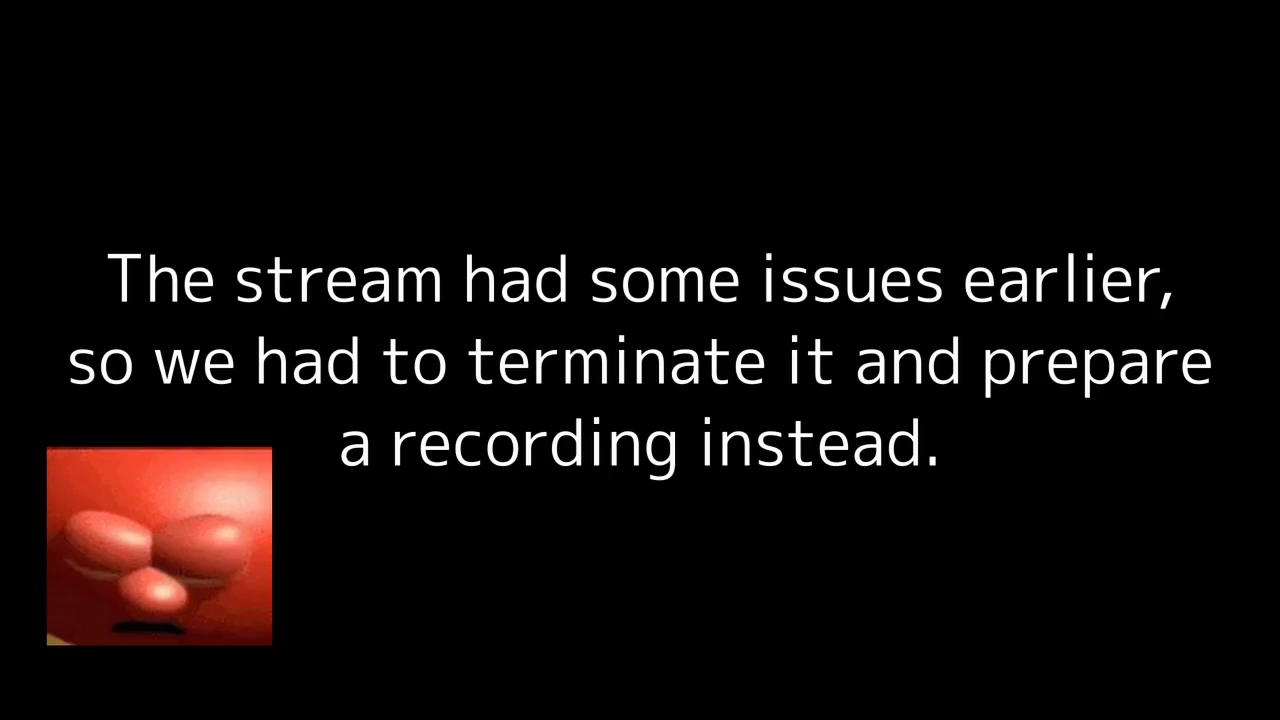 The stream had some issues earlier,
so we had to terminate it and prepare
a recording instead.